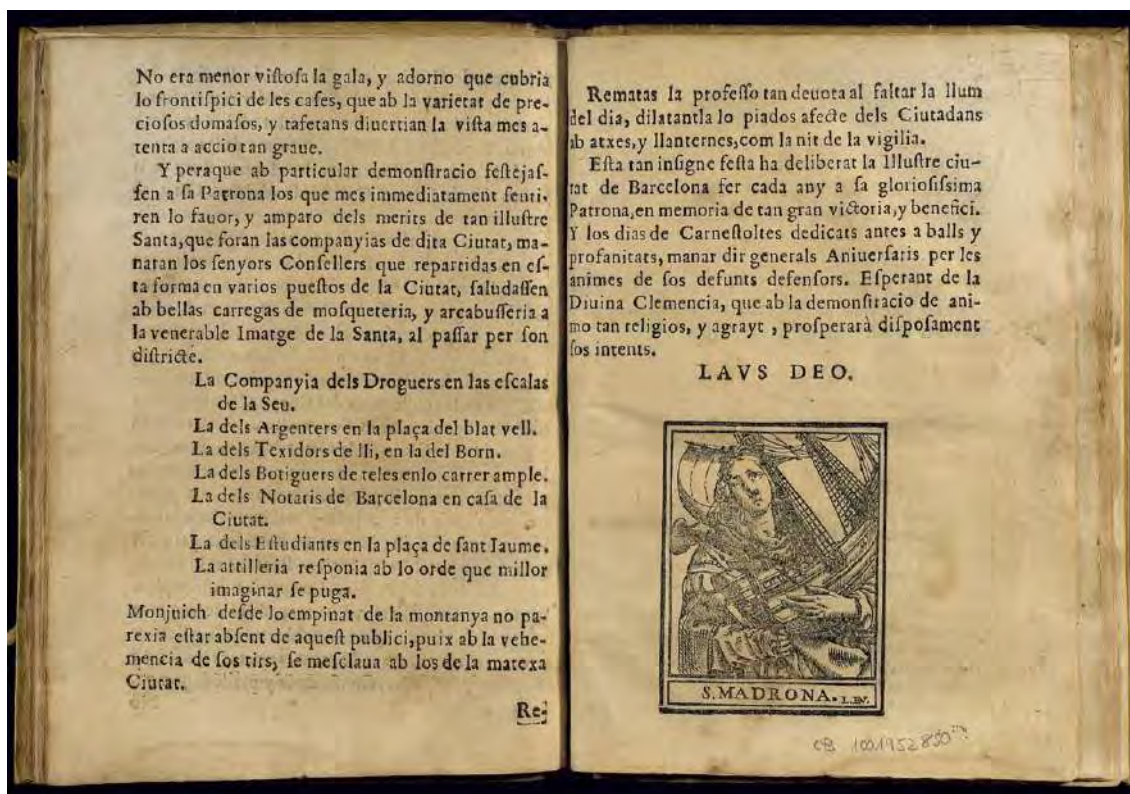 No era menor vistosa la gala, y adorno que cubria
lo frontispici de les cases, que ab la varietat de pre-
ciosos domasos, y tafetans diuertian la vista mes a-
tenta a accio tan graue.
Y peraque ab particular demonstracio festejas-
sen a sa Patrona los que mes immediatament senti-
ren lo fauor, y amparo dels merits de tan illustre
Santa, que foran las companyias de dita Ciutat, ma-
naran los senyors Consellers que repartidas en es-
ta forma en varios puestos de la Ciutat, saludassen
ab bellas carregas de mosqueteria, y arcabusseria a
la venerable Imatge de la Santa, al passar per son
districte.
La Companyia dels Droguers en las escalas
de la Seu.
La dels Argenters en la plaça del blat vell.
La dels Texidors de lli, en la del Born.
La dels Botiguers de teles enlo carrer ample.
La dels Notaris de Barcelona en casa de la
Ciutat.
La dels Estudiants en la plaça de sant Iaume.
La artilleria responia ab lo orde que millor
imaginar se puga.
Monjuich desde lo empinat de la montanya no pa-
rexia estar absent de aquest publici, puix ab la vehe-
mencia de sos tirs, se mesclaua ab los de la matexa
Ciutat.
Re-
Rematas la professo tan deuota al faltar la llum
del dia, dilatantla lo piados afecte dels Ciutadans
ab atxes, y llanternes, com la nit de la vigilia.
Esta tan insigne festa ha deliberat la Illustre ciu-
tat de Barcelona fer cada any a sa gloriosissima
Patrona, en memoria de tan gran victoria, y benefici.
Y los dias de Carnestoltes dedicats antes a balls y
profanitats, manar dir generals Aniuersaris per les
animes de sos defunts defensors. Esperant de la
Diuina Clemencia, que ab la demonstracio de ani-
mo tan religios, y agrayt, prosperarà disposament
sos intents.
LAVS DEO.
S. MADRONA.
1001952850